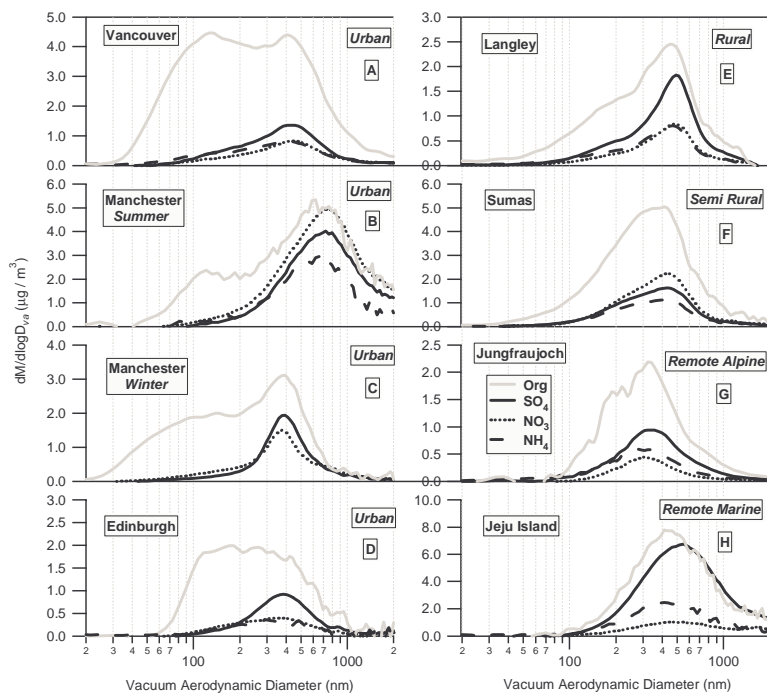 dM/dlogDva (µg / m3)
Vancouver
Urban
A
5.0
4.0
3.0
2.0
1.0
0.0
Manchester
Summer
Urban
B
6.0
5.0
4.0
3.0
2.0
1.0
0.0
Manchester
Winter
Urban
C
4.0
3.0
2.0
1.0
0.0
Edinburgh
Urban
D
3.0
2.5
2.0
1.5
1.0
0.5
0.0
2 3 4 5 6 7 100 2 3 4 5 6 7 1000 2
Vacuum Aerodynamic Diameter (nm)
Langley
Rural
E
3.0
2.5
2.0
1.5
1.0
0.5
0.0
Sumas
Semi Rural
F
6.0
5.0
4.0
3.0
2.0
1.0
0.0
Jungfraujoch
Remote Alpine
G
2.5
2.0
1.5
1.0
0.5
0.0
Org
SO4
NO3
NH4
Jeju Island
Remote Marine
H
10.0
8.0
6.0
4.0
2.0
0.0
2 3 4 5 6 7 100 2 3 4 5 6 7 1000
Vacuum Aerodynamic Diameter (nm)